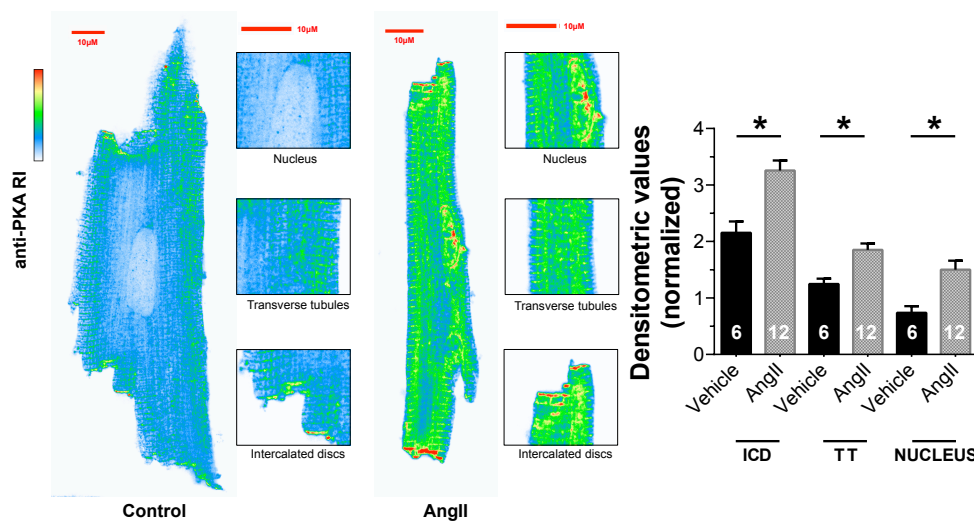 10µM
10µM
10µM
10µM
anti-PKA RI
Nucleus
Transverse tubules
Intercalated discs
Control
Nucleus
Transverse tubules
Intercalated discs
AngII
Densitometric values
(normalized)
4
3
2
1
0
*
*
*
6
12
6
12
6
12
Vehicle
AngII
Vehicle
AngII
Vehicle
AngII
ICD
TT
NUCLEUS